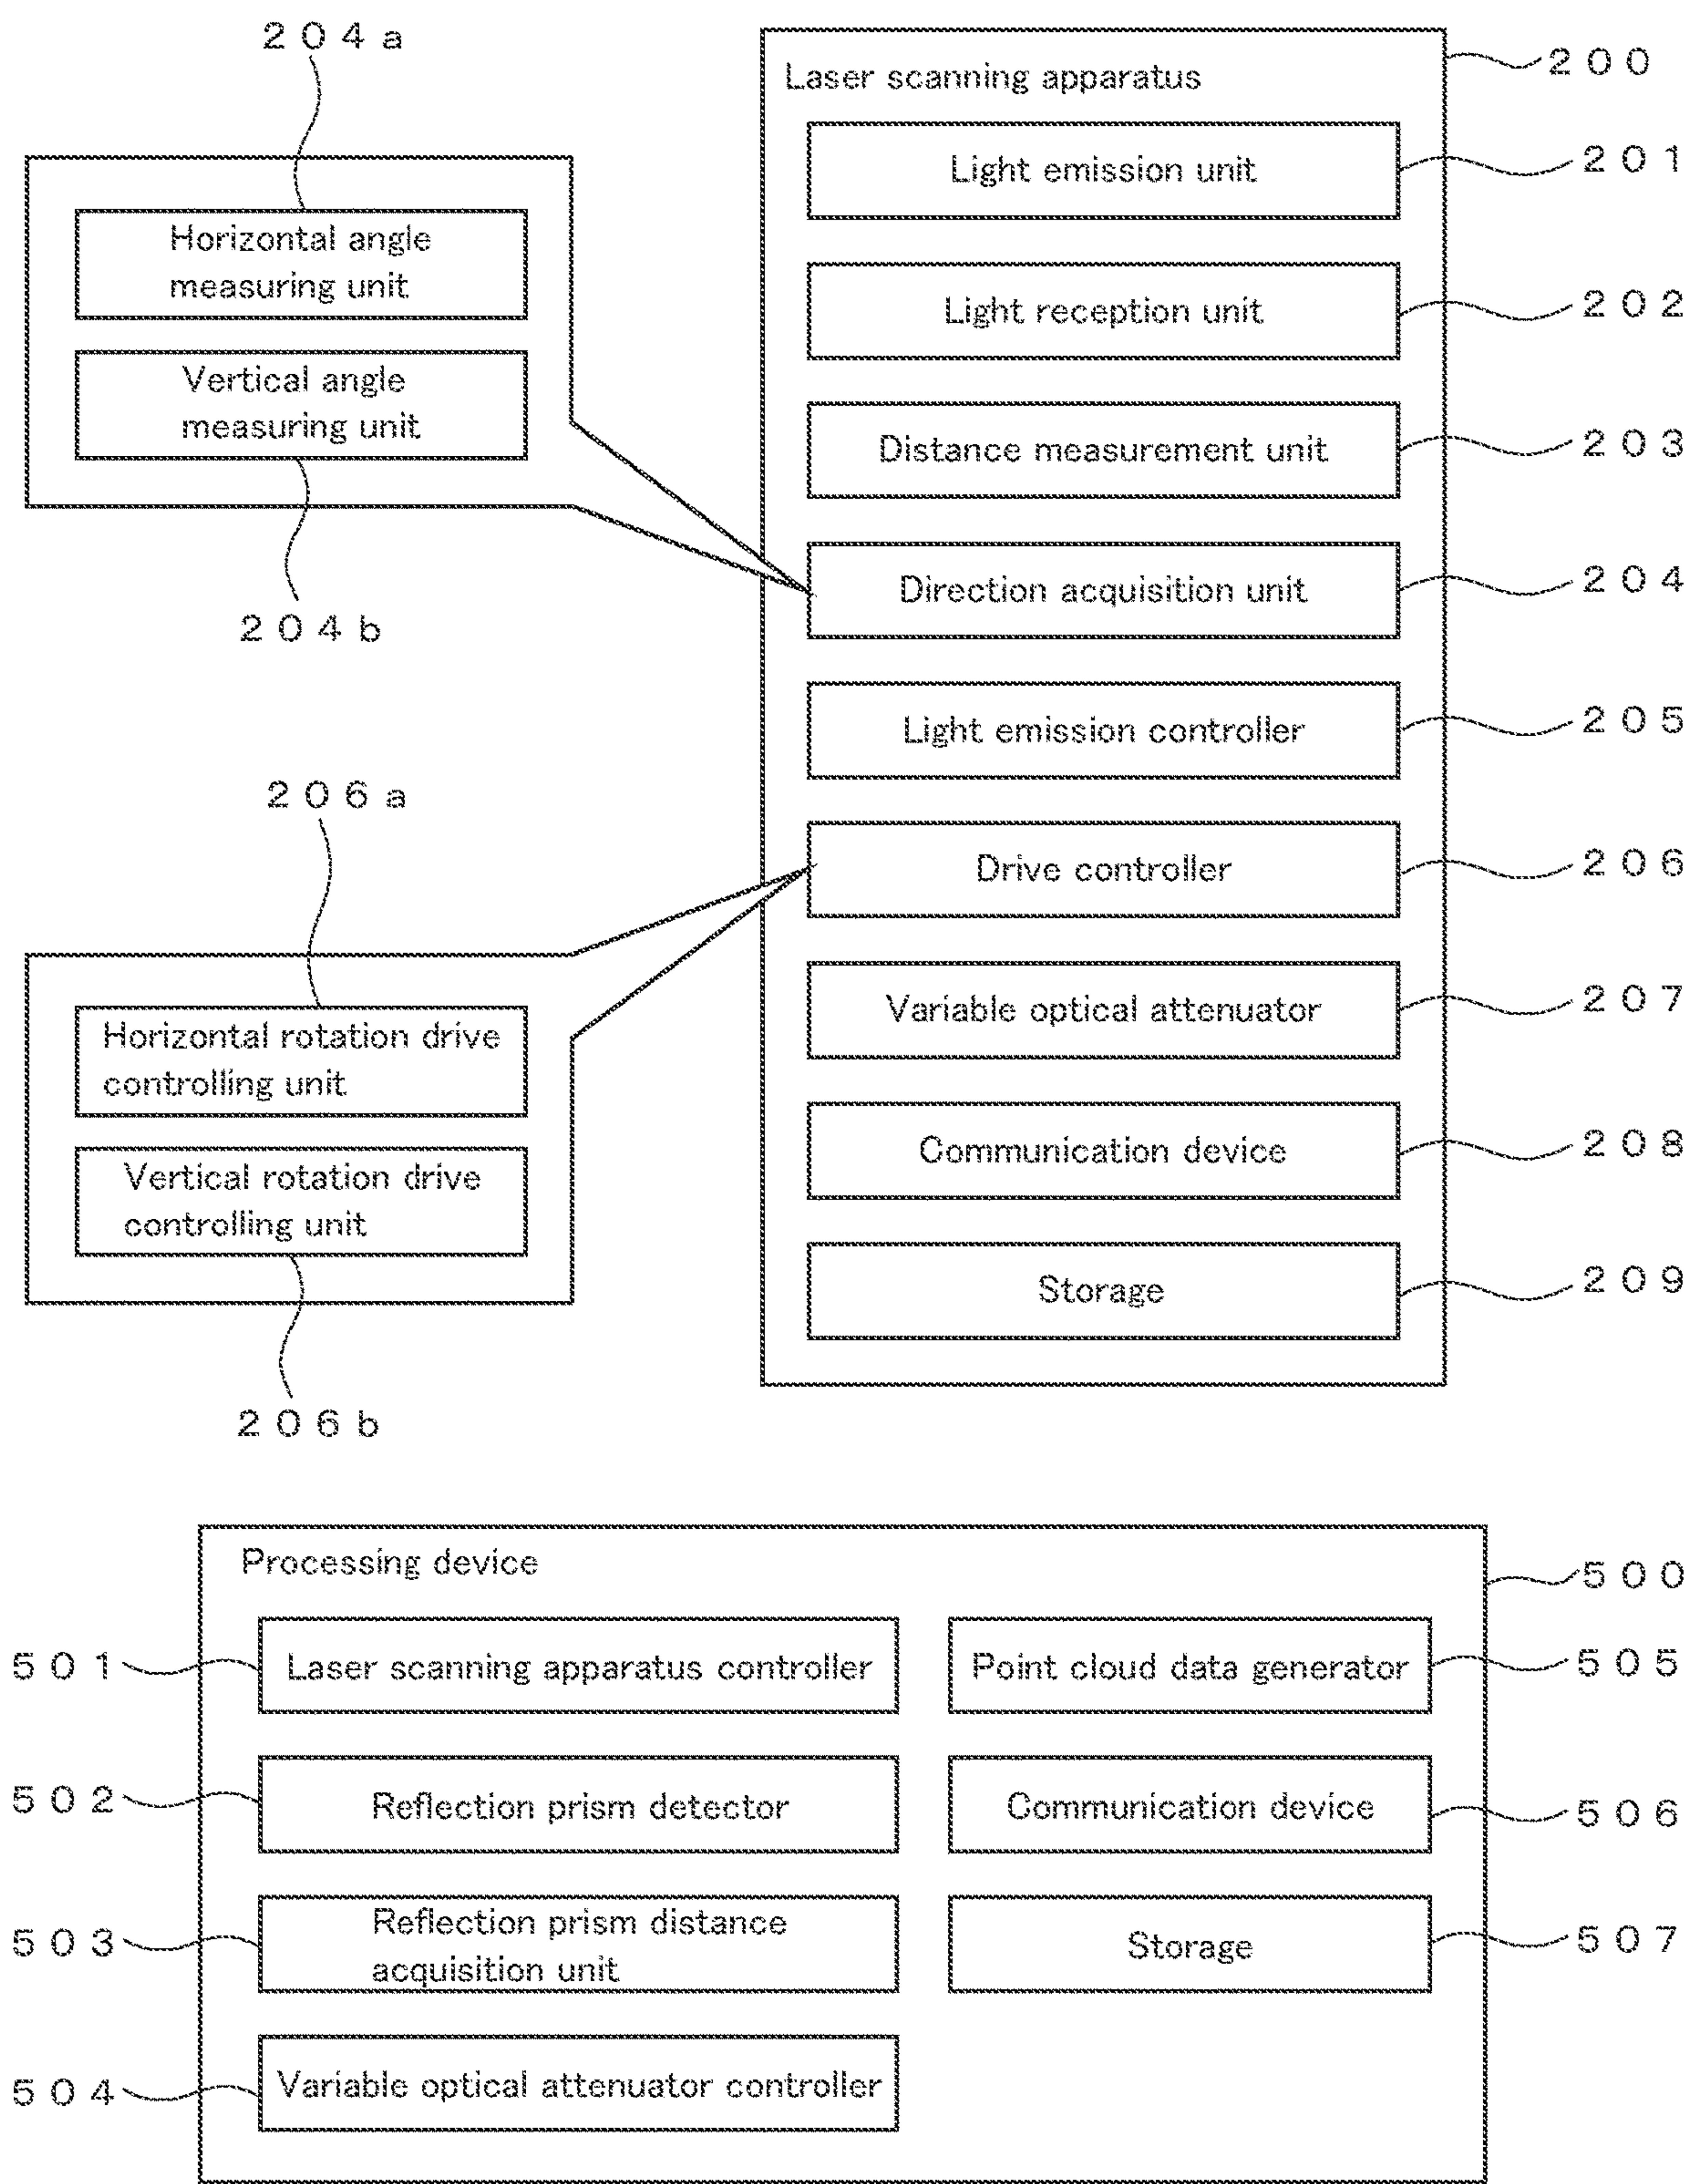 204a
Laser scanning apparatus
200
Light emission unit
201
Horizontal angle
measuring unit
Light reception unit
202
Vertical angle
measuring unit
Distance measurement unit
203
204b
Direction acquisition unit
204
Light emission controller
205
206a
Drive controller
206
Horizontal rotation drive
controlling unit
Variable optical attenuator
207
Vertical rotation drive
controlling unit
Communication device
208
Storage
209
206b
Processing device
500
501
Laser scanning apparatus controller
Point cloud data generator
505
502
Reflection prism detector
Communication device
506
503
Reflection prism distance
acquisition unit
Storage
507
504
Variable optical attenuator controller